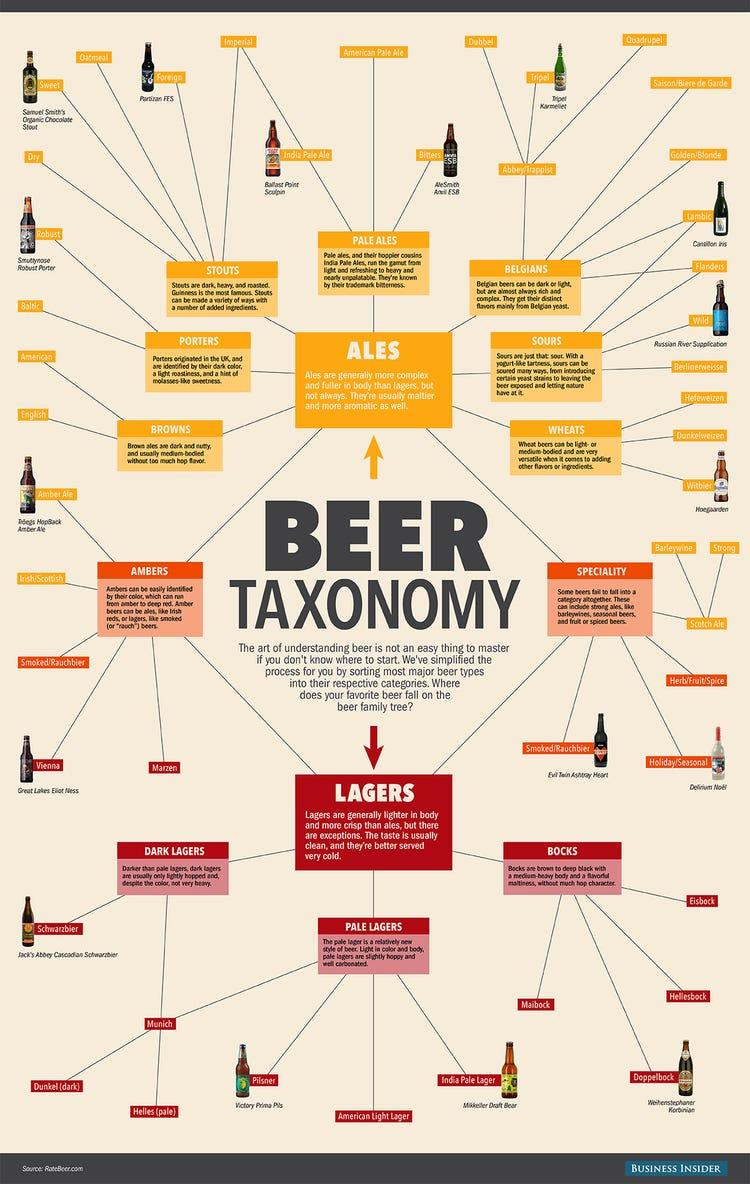 Imperial
American Pale Ale
Dubbel
Quadrupel
Oatmeal
Sweet
Foreign
Tripel
Saison/Biere de Garde
Samuel Smith's
Organic Chocolate
Stout
Partizan FES
Tripel
Karmeliet
Dry
India Pale Ale
Bitters
Abbey/Trappist
Golden/Blonde
Ballast Point
Sculpin
AleSmith
Anvil ESB
Robust
Lambic
Smuttynose
Robust Porter
Cantillon Iris
PALE ALES
Pale ales, and their hoppier cousins
India Pale Ales, run the gamut from
light and refreshing to heavy and
nearly unpalatable. They're known
by their trademark bitterness.
STOUTS
Stouts are dark, heavy, and roasted.
Guinness is the most famous. Stouts
can be made a variety of ways with
a number of added ingredients.
BELGIANS
Belgian beers can be dark or light,
but are almost always rich and
complex. They get their distinct
flavors mainly from Belgian yeast.
Flanders
Baltic
Wild
Russian River Supplication
PORTERS
Porters originated in the UK, and
are identified by their dark color,
a light roastiness, and a hint of
molasses-like sweetness.
ALES
Ales are generally more complex
and fuller in body than lagers, but
not always. They're usually maltier
and more aromatic as well.
SOURS
Sours are just that: sour. With a
yogurt-like tartness, sours can be
soured many ways, from introducing
certain yeast strains to leaving the
beer exposed and letting nature
have at it.
American
Berlinerweisse
Hefeweizen
English
BROWNS
Brown ales are dark and nutty,
and usually medium-bodied
without too much hop flavor.
WHEATS
Wheat beers can be light- or
medium-bodied and are very
versatile when it comes to adding
other flavors or ingredients.
Dunkelweizen
Witbier
Hoegaarden
Amber Ale
Tröegs HopBack
Amber Ale
BEER
TAXONOMY
The art of understanding beer is not an easy thing to master
if you don't know where to start. We've simplified the
process for you by sorting most major beer types
into their respective categories. Where
does your favorite beer fall on the
beer family tree?
Barleywine
Strong
AMBERS
Ambers can be easily identified
by their color, which can run
from amber to deep red. Amber
beers can be ales, like Irish
reds, or lagers, like smoked
(or "rauch") beers.
SPECIALITY
Some beers fail to fall into a
category altogether. These
can include strong ales, like
barlewines, seasonal beers,
and fruit or spiced beers.
Irish/Scottish
Scotch Ale
Smoked/Rauchbier
Herb/Fruit/Spice
Vienna
Marzen
Great Lakes Eliot Ness
Smoked/Rauchbier
Evil Twin Ashtray Heart
Holiday/Seasonal
Delirium Noël
LAGERS
Lagers are generally lighter in body
and more crisp than ales, but there
are exceptions. The taste is usually
clean, and they're better served
very cold.
DARK LAGERS
Darker than pale lagers, dark lagers
are usually only lightly hopped and,
despite the color, not very heavy.
BOCKS
Bocks are brown to deep black with
a medium-heavy body and a flavorful
maltiness, without much hop character.
Eisbock
Schwarzbier
Jack's Abbey Cascadian Schwarzbier
PALE LAGERS
The pale lager is a relatively new
style of beer. Light in color and body,
pale lagers are slightly hoppy and
well carbonated.
Maibock
Hellesbock
Munich
Dunkel (dark)
Helles (pale)
Pilsner
Victory Prima Pils
American Light Lager
India Pale Lager
Mikkeller Draft Bear
Doppelbock
Weihenstephaner
Korbinian
Source: RateBeer.com
BUSINESS INSIDER